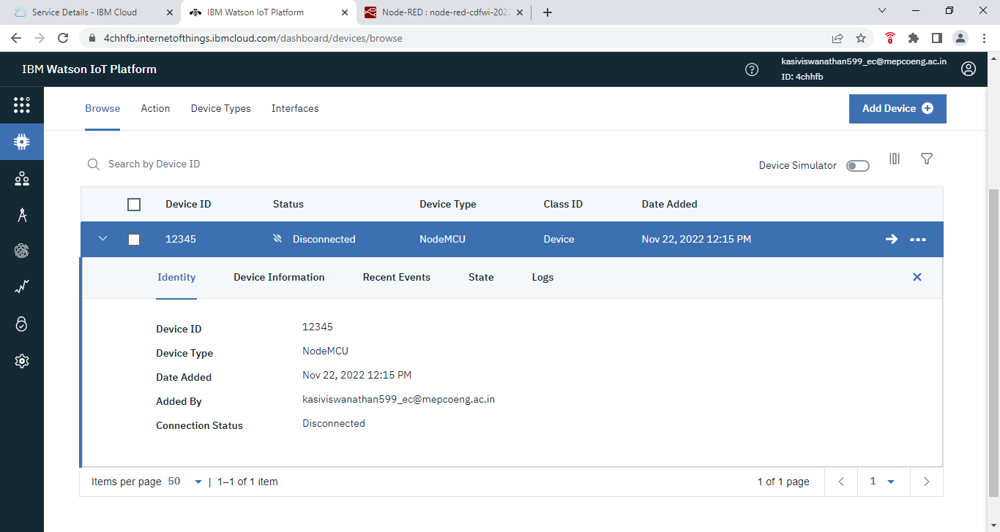 Service Details - IBM Cloud
IBM Watson IoT Platform
Node-RED : node-red-cdfwi-202
4chhfb.internetofthings.ibmcloud.com/dashboard/devices/browse
IBM Watson IoT Platform
kasiviswanathan599_ec@mepcoeng.ac.in
ID: 4chhfb
Browse Action Device Types Interfaces
Add Device
Search by Device ID
Device Simulator
Device ID Status Device Type Class ID Date Added
12345 Disconnected NodeMCU Device Nov 22, 2022 12:15 PM
Identity Device Information Recent Events State Logs
Device ID 12345
Device Type NodeMCU
Date Added Nov 22, 2022 12:15 PM
Added By kasiviswanathan599_ec@mepcoeng.ac.in
Connection Status Disconnected
Items per page 50 | 1–1 of 1 item 1 of 1 page 1